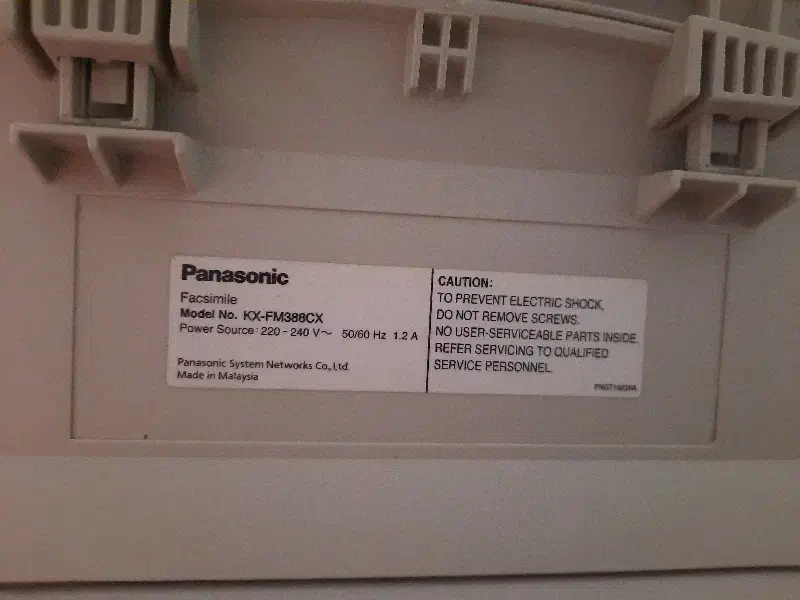 Panasonic
Facsimile
Model No. KX-FM388CX
Power Source : 220 - 240 V～ 50/60 Hz 1.2 A
Panasonic System Networks Co., Ltd.
Made in Malaysia
CAUTION:
TO PREVENT ELECTRIC SHOCK,
DO NOT REMOVE SCREWS.
NO USER-SERVICEABLE PARTS INSIDE.
REFER SERVICING TO QUALIFIED
SERVICE PERSONNEL.